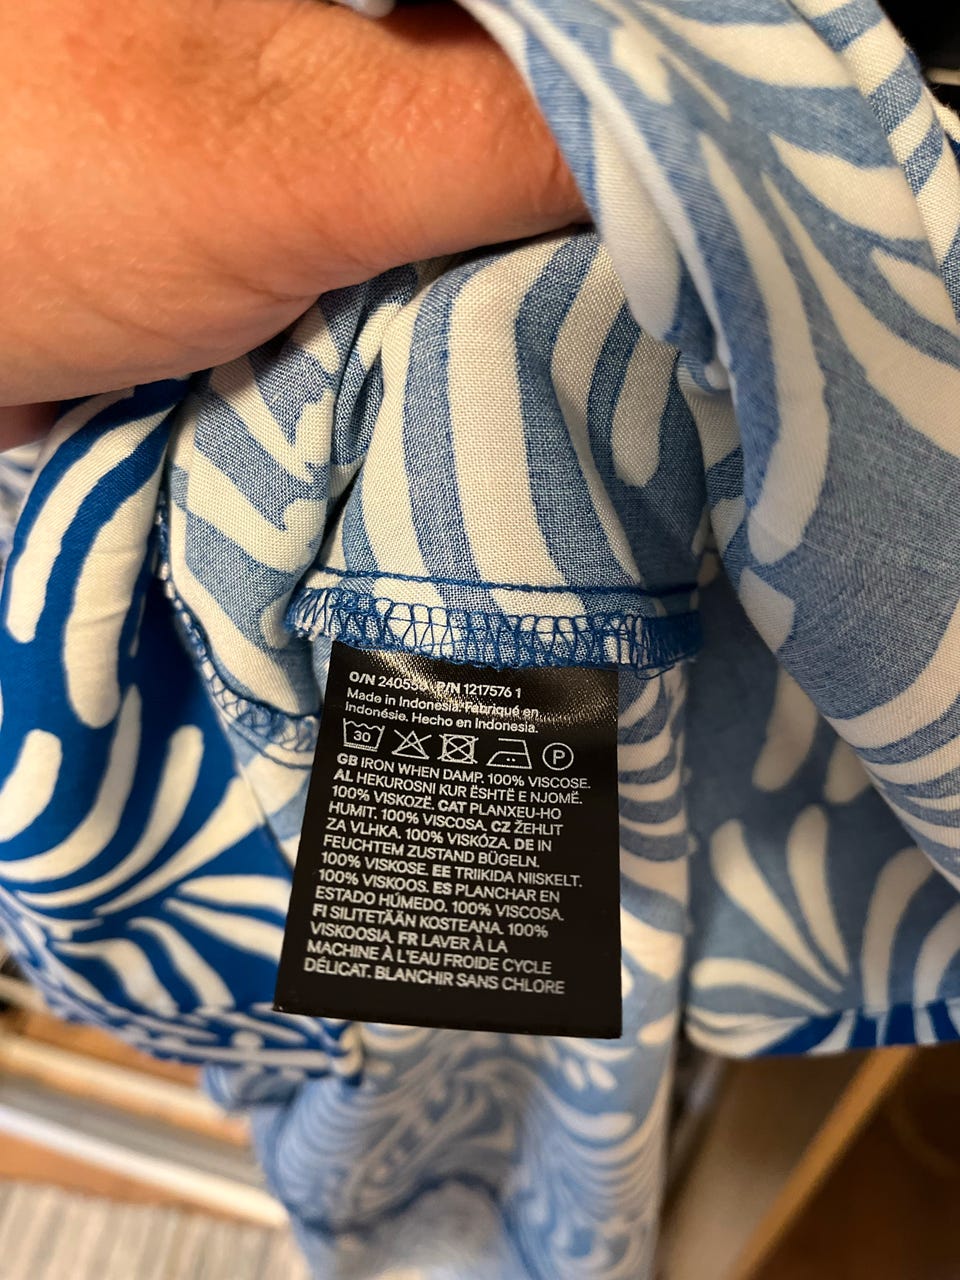 O/N 24055 P/N 1217576 1
Made in Indonesia. Fabriqué en
Indonésie. Hecho en Indonesia.
30 P
GB IRON WHEN DAMP. 100% VISCOSE.
AL HEKUROSNI KUR ËSHTË E NJOMË.
100% VISKOZË. CAT PLANXEU-HO
HUMIT. 100% VISCOSA. CZ ŽEHLIT
ZA VLHKA. 100% VISKÓZA. DE IN
FEUCHTEM ZUSTAND BÜGELN.
100% VISKOSE. EE TRIIKIDA NIISKELT.
100% VISKOOS. ES PLANCHAR EN
ESTADO HÚMEDO. 100% VISCOSA.
FI SILITETÄÄN KOSTEANA. 100%
VISKOOSIA. FR LAVER À LA
MACHINE À L'EAU FROIDE CYCLE
DÉLICAT. BLANCHIR SANS CHLORE